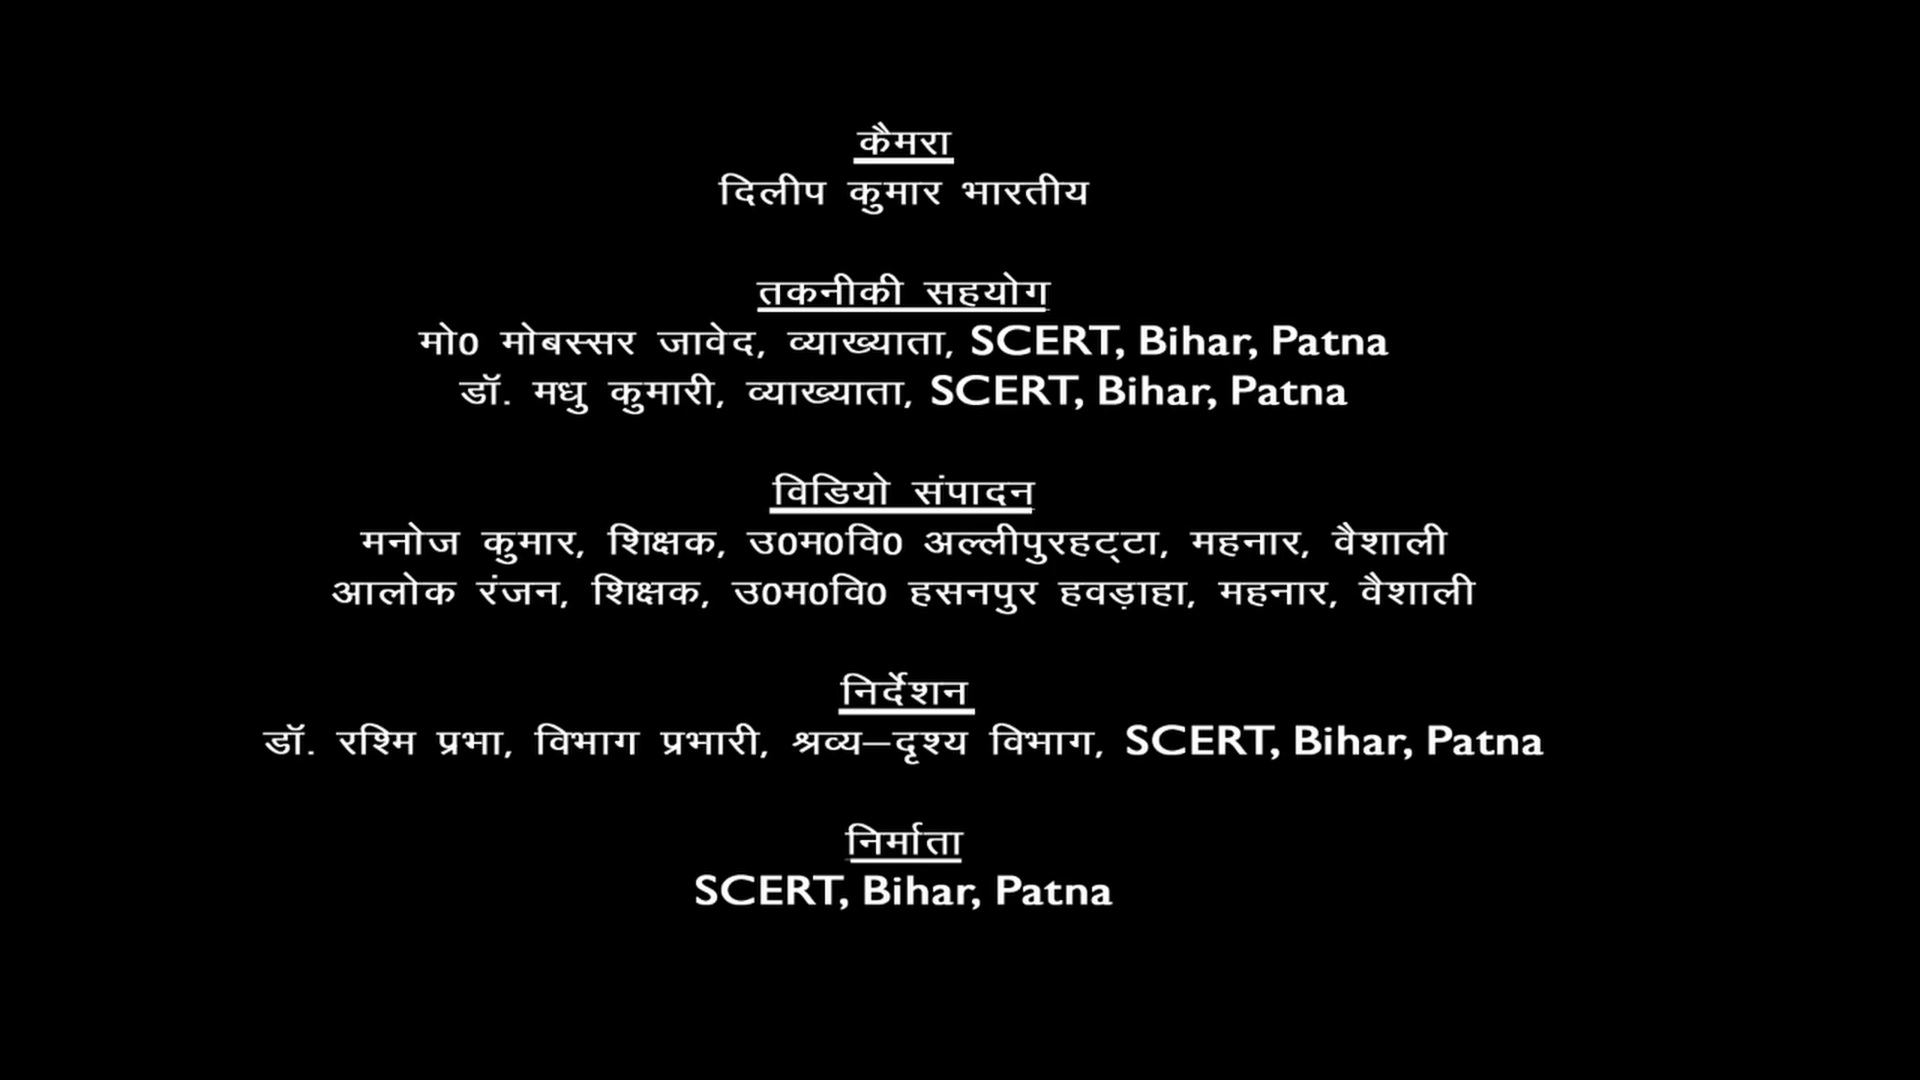 कैमरा
दिलीप कुमार भारतीय
तकनीकी सहयोग
मो0 मोबस्सर जावेद, व्याख्याता, SCERT, Bihar, Patna
डॉ. मधु कुमारी, व्याख्याता, SCERT, Bihar, Patna
विडियो संपादन
मनोज कुमार, शिक्षक, उ0म0वि0 अल्लीपुरहट्टा, महनार, वैशाली
आलोक रंजन, शिक्षक, उ0म0वि0 हसनपुर हवड़ाहा, महनार, वैशाली
निर्देशन
डॉ. रश्मि प्रभा, विभाग प्रभारी, श्रव्य–दृश्य विभाग, SCERT, Bihar, Patna
निर्माता
SCERT, Bihar, Patna